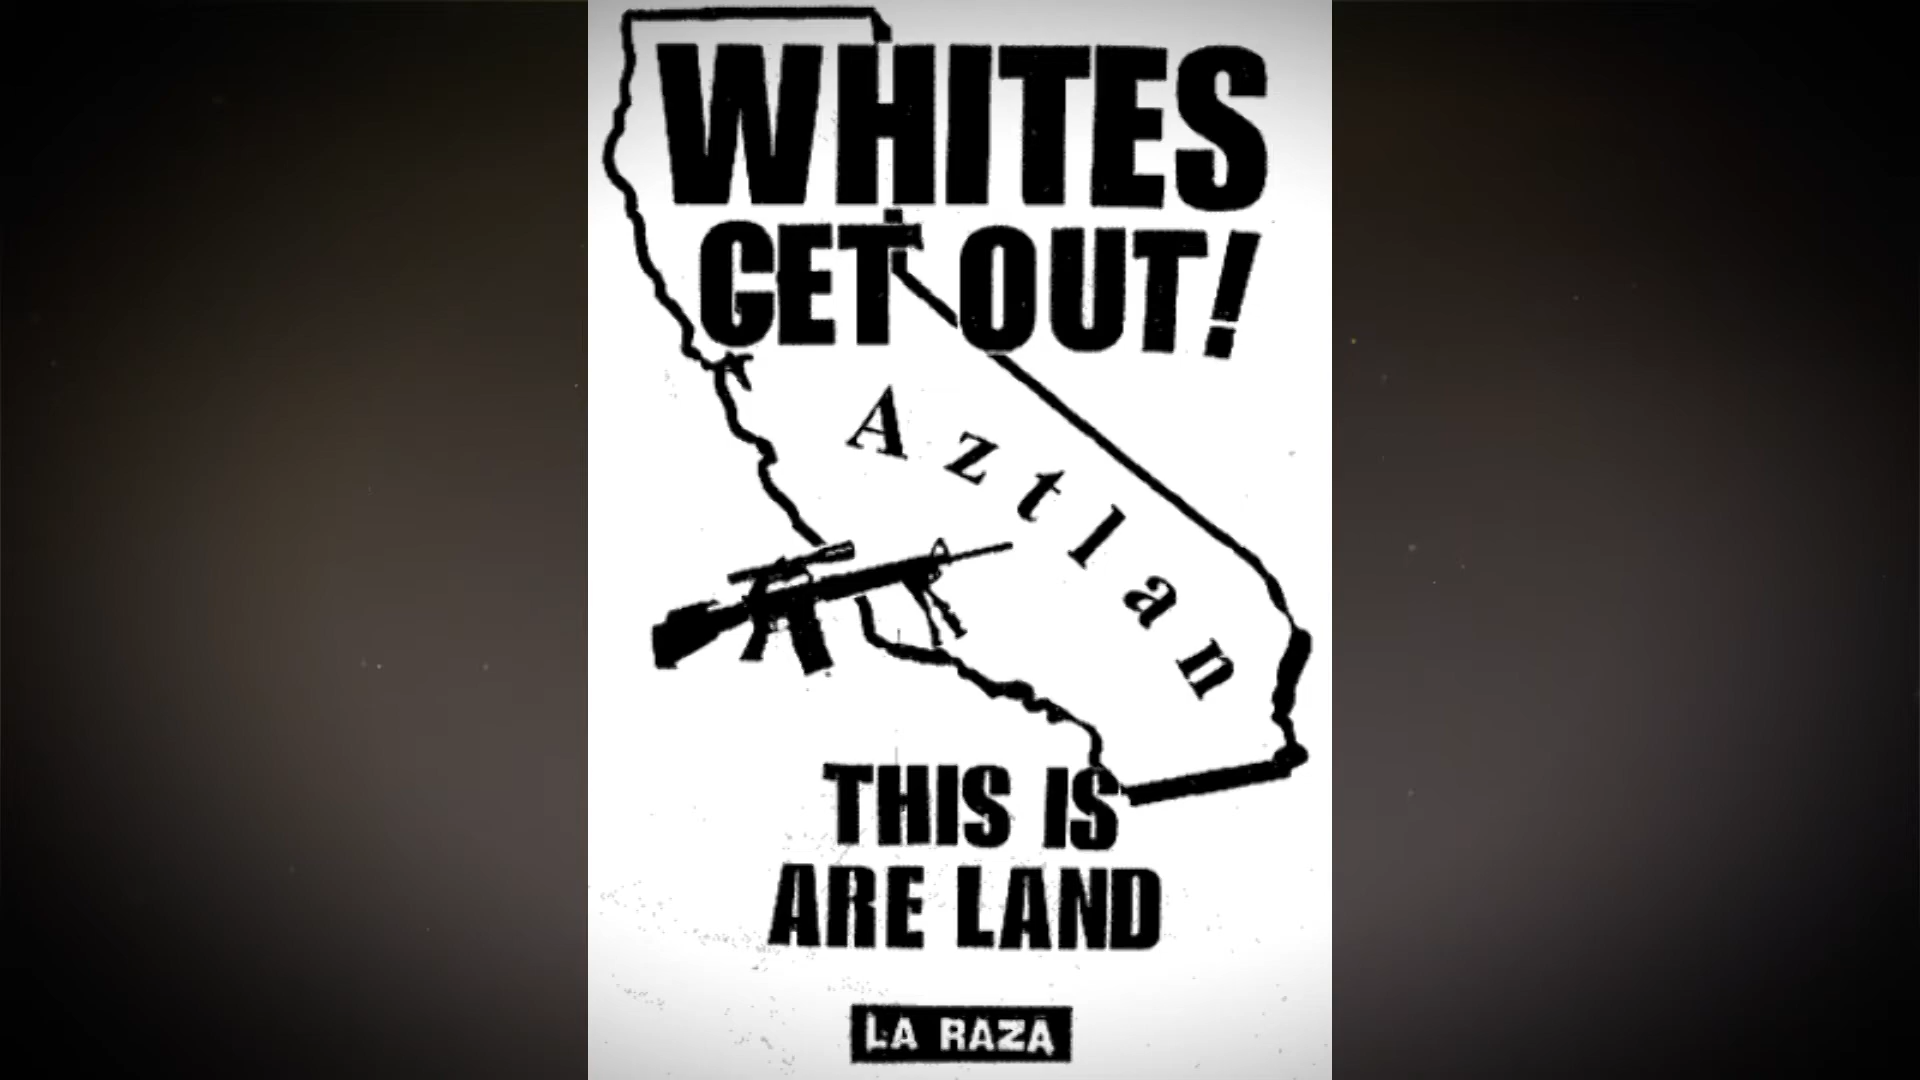 WHITES
GET OUT!
Aztlan
THIS IS
ARE LAND
LA RAZA